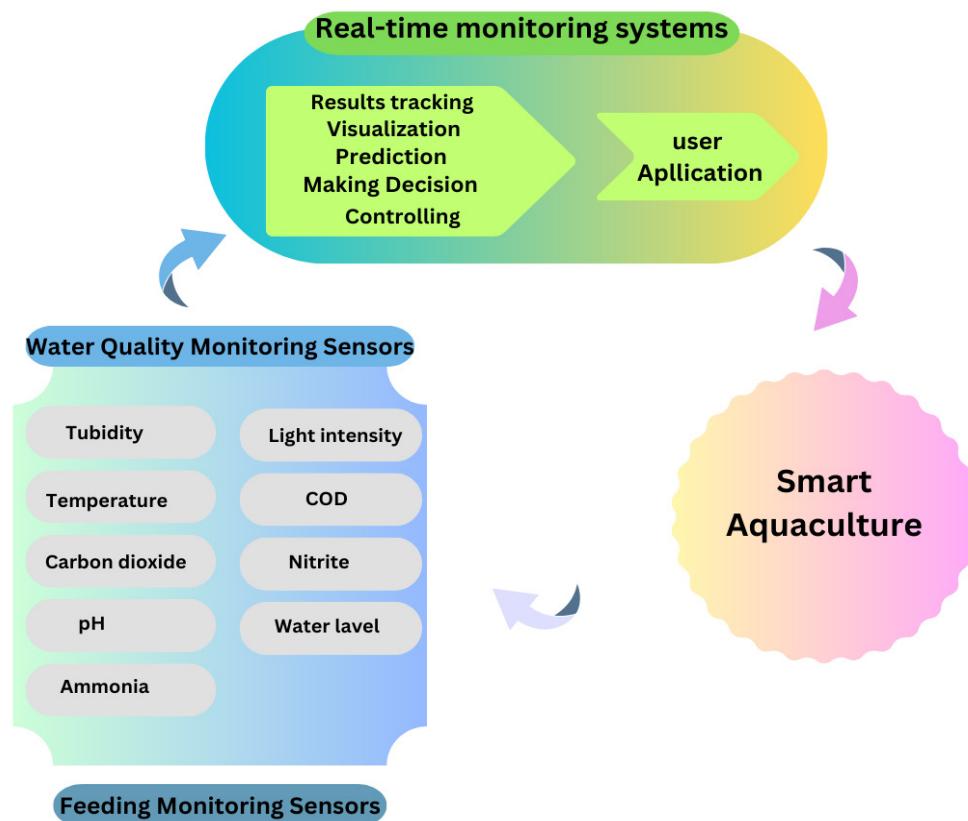 Real-time monitoring systems
Results tracking
Visualization
Prediction
Making Decision
Controlling
user
Apllication
Water Quality Monitoring Sensors
Tubidity
Light intensity
Temperature
COD
Carbon dioxide
Nitrite
pH
Water lavel
Ammonia
Feeding Monitoring Sensors
Smart
Aquaculture